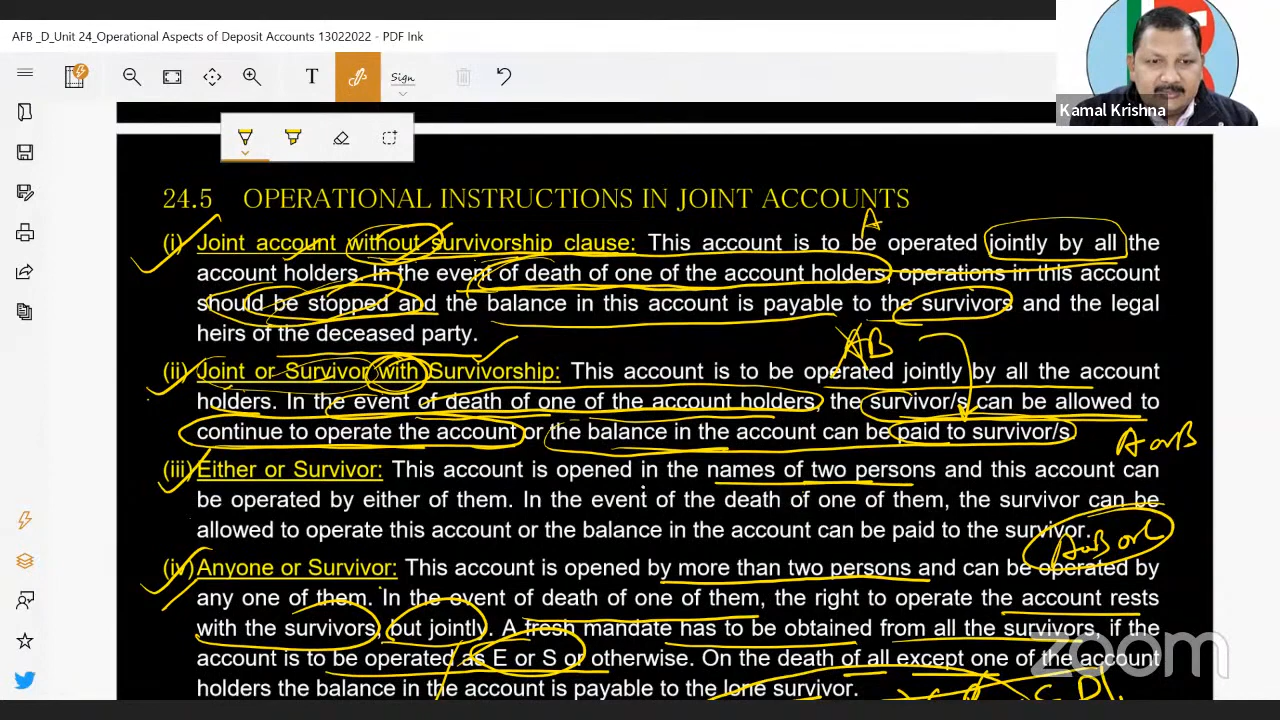 AFB _D_Unit 24_Operational Aspects of Deposit Accounts 13022022 - PDF Ink
T
Sign
Kamal Krishna
24.5 OPERATIONAL INSTRUCTIONS IN JOINT ACCOUNTS
A
(i) Joint account without survivorship clause: This account is to be operated jointly by all the
account holders. In the event of death of one of the account holders, operations in this account
should be stopped and the balance in this account is payable to the survivors and the legal
heirs of the deceased party.
AB
(ii) Joint or Survivor with Survivorship: This account is to be operated jointly by all the account
holders. In the event of death of one of the account holders, the survivor/s can be allowed to
continue to operate the account or the balance in the account can be paid to survivor/s.
A or B
(iii) Either or Survivor: This account is opened in the names of two persons and this account can
be operated by either of them. In the event of the death of one of them, the survivor can be
allowed to operate this account or the balance in the account can be paid to the survivor.
A or B or C
(iv) Anyone or Survivor: This account is opened by more than two persons and can be operated by
any one of them. In the event of death of one of them, the right to operate the account rests
with the survivors, but jointly. A fresh mandate has to be obtained from all the survivors, if the
account is to be operated as E or S or otherwise. On the death of all except one of the account
holders the balance in the account is payable to the lone survivor.
zoom